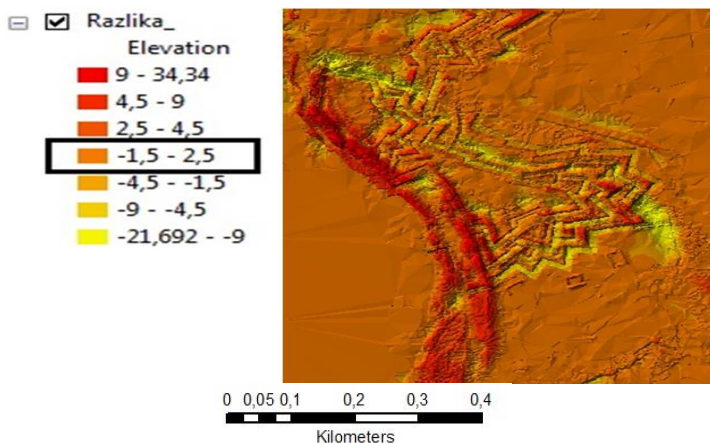 Razlika_
Elevation
9 - 34,34
4,5 - 9
2,5 - 4,5
-1,5 - 2,5
-4,5 - -1,5
-9 - -4,5
-21,692 - -9
0 0,05 0,1 0,2 0,3 0,4
Kilometers